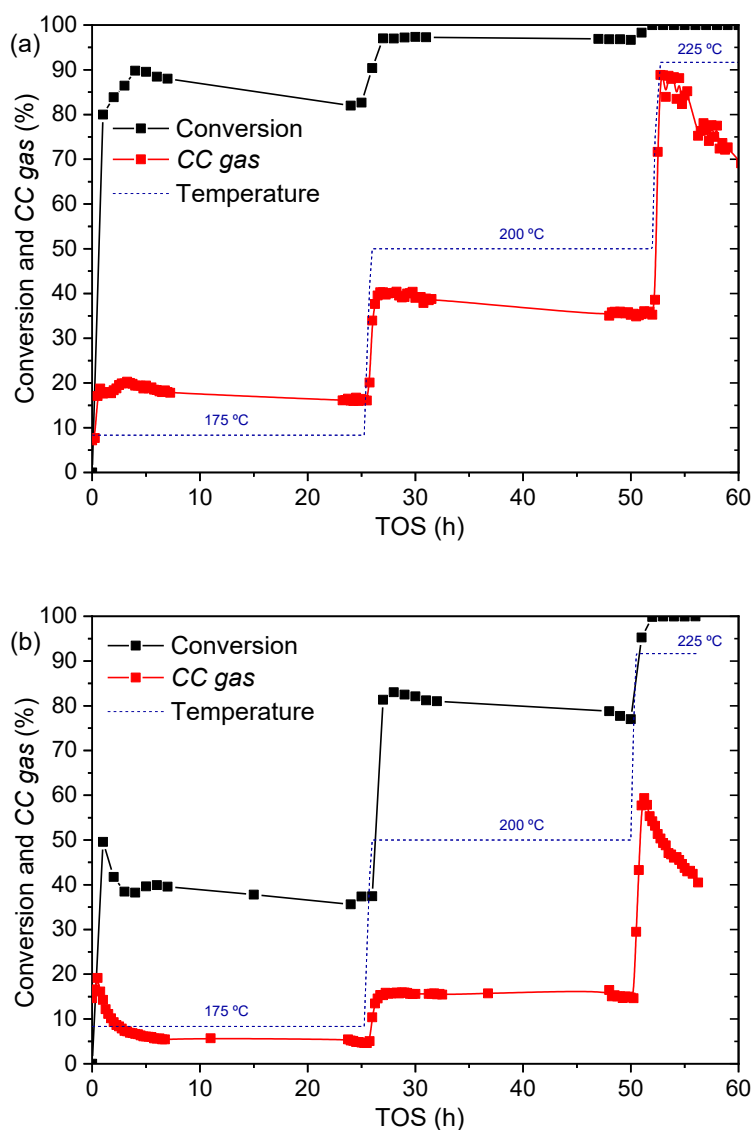 (a)
100
90
80
70
60
50
40
30
20
10
0
Conversion and CC gas (%)
Conversion
CC gas
Temperature
175 ºC
200 ºC
225 ºC
0 10 20 30 40 50 60
TOS (h)
(b)
100
90
80
70
60
50
40
30
20
10
0
Conversion and CC gas (%)
Conversion
CC gas
Temperature
175 ºC
200 ºC
225 ºC
0 10 20 30 40 50 60
TOS (h)